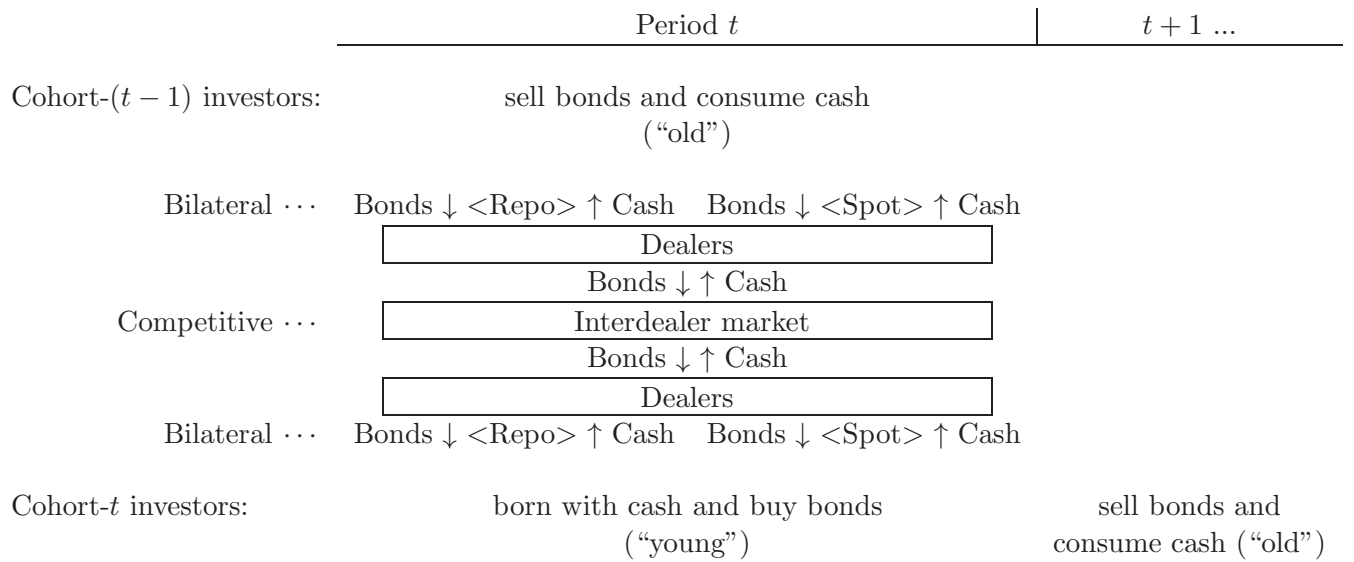 Period t t + 1 ...
Cohort-(t − 1) investors: sell bonds and consume cash
(“old”)
Bilateral ··· Bonds ↓ <Repo> ↑ Cash Bonds ↓ <Spot> ↑ Cash
Dealers
Bonds ↓ ↑ Cash
Competitive ··· Interdealer market
Bonds ↓ ↑ Cash
Dealers
Bilateral ··· Bonds ↓ <Repo> ↑ Cash Bonds ↓ <Spot> ↑ Cash
Cohort-t investors: born with cash and buy bonds sell bonds and
(“young”) consume cash (“old”)